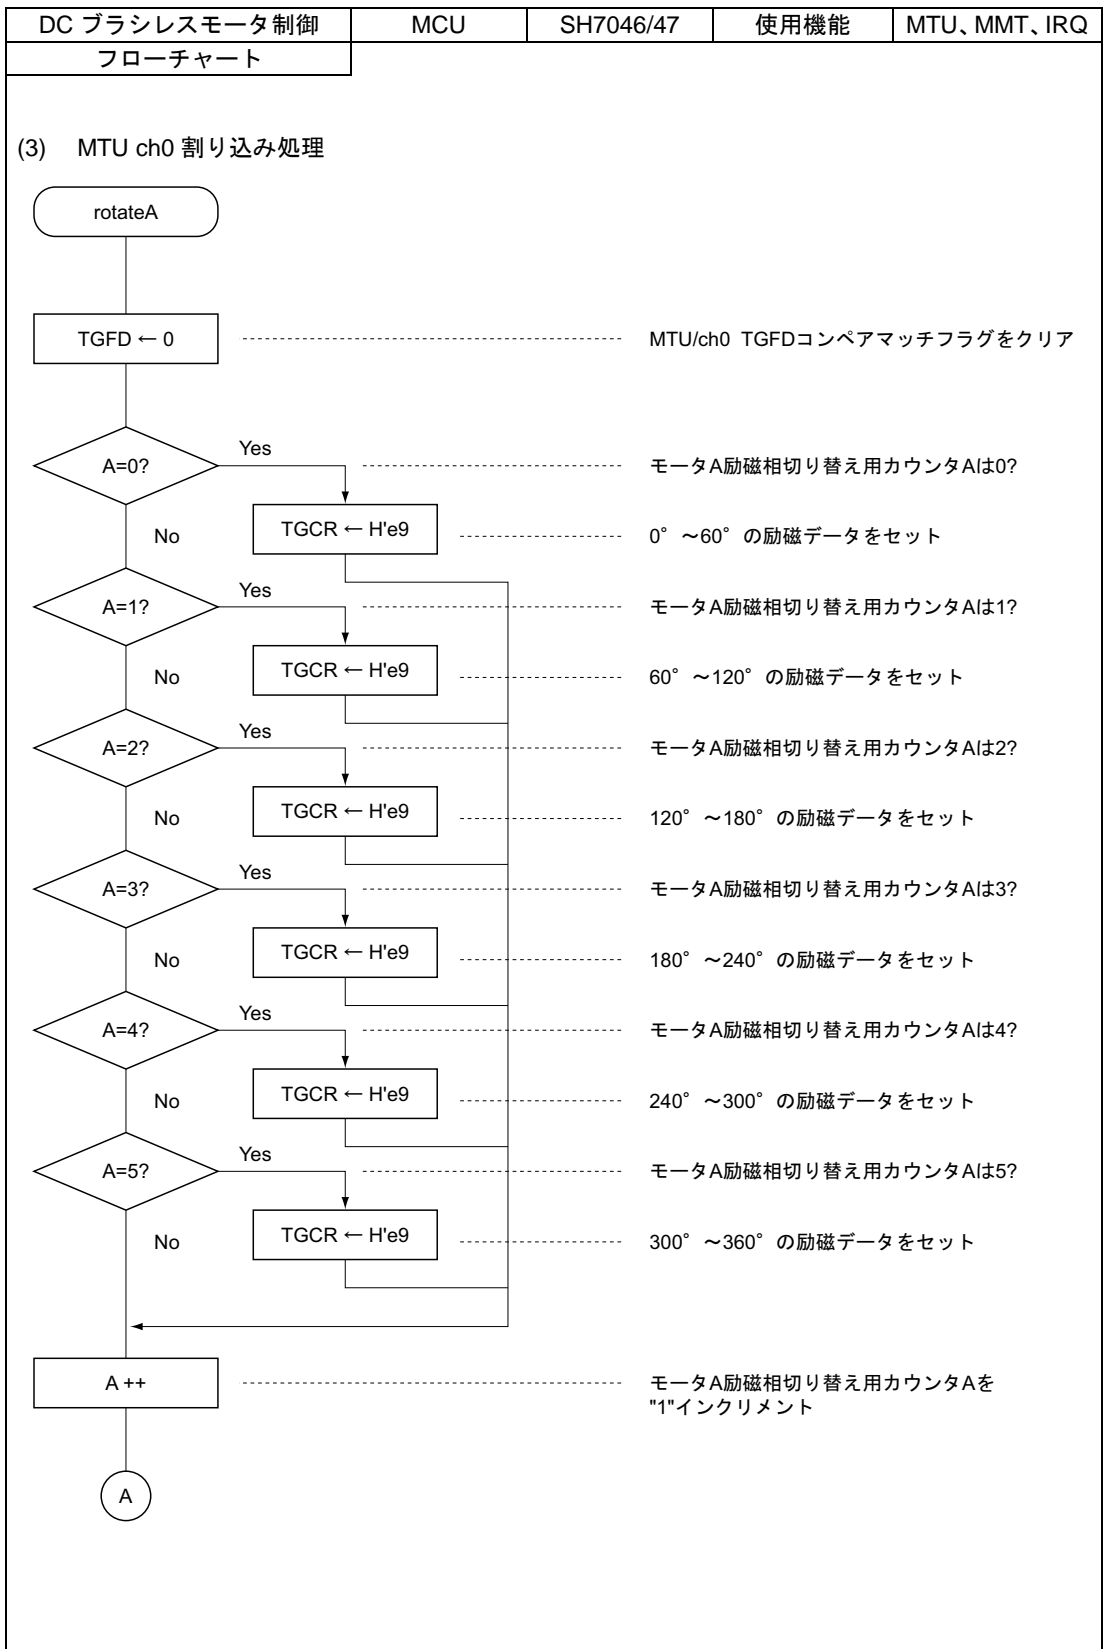 DC ブラシレスモータ制御 MCU SH7046/47 使用機能 MTU、MMT、IRQ
フローチャート
(3) MTU ch0 割り込み処理
rotateA
TGFD ← 0 MTU/ch0 TGFDコンペアマッチフラグをクリア
Yes
A=0? モータA励磁相切り替え用カウンタAは0?
No TGCR ← H'e9 0°～60°の励磁データをセット
Yes
A=1? モータA励磁相切り替え用カウンタAは1?
No TGCR ← H'e9 60°～120°の励磁データをセット
Yes
A=2? モータA励磁相切り替え用カウンタAは2?
No TGCR ← H'e9 120°～180°の励磁データをセット
Yes
A=3? モータA励磁相切り替え用カウンタAは3?
No TGCR ← H'e9 180°～240°の励磁データをセット
Yes
A=4? モータA励磁相切り替え用カウンタAは4?
No TGCR ← H'e9 240°～300°の励磁データをセット
Yes
A=5? モータA励磁相切り替え用カウンタAは5?
No TGCR ← H'e9 300°～360°の励磁データをセット
A ++ モータA励磁相切り替え用カウンタAを
"1"インクリメント
A